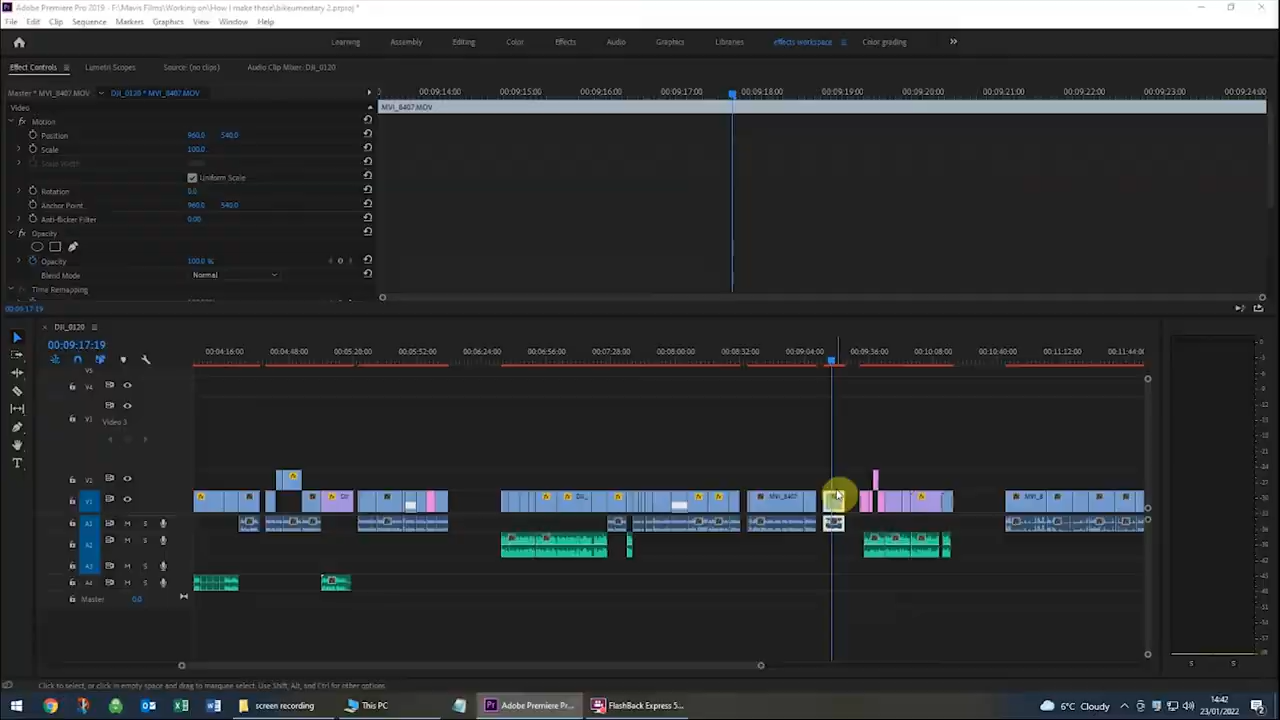 Adobe Premiere Pro 2019 - F:\Mavis Films\Working on\How I make these\bikeumentary 2.prproj *
File Edit Clip Sequence Markers Graphics View Window Help
Learning Assembly Editing Color Effects Audio Graphics Libraries effects workspace Color grading
Effect Controls Lumetri Scopes Source: (no clips) Audio Clip Mixer: DJI_0120
Master * MVI_8407.MOV DJI_0120 * MVI_8407.MOV
00:09:14:00 00:09:15:00 00:09:16:00 00:09:17:00 00:09:18:00 00:09:19:00 00:09:20:00 00:09:21:00 00:09:22:00 00:09:23:00 00:09:24:00
Video
MVI_8407.MOV
fx Motion
Position 960.0 540.0
Scale 100.0
Scale Width
Uniform Scale
Rotation 0.0
Anchor Point 960.0 540.0
Anti-flicker Filter 0.00
fx Opacity
Opacity 100.0 %
Blend Mode Normal
Time Remapping
00:09:17:19
DJI_0120
00:09:17:19
00:04:16:00 00:04:48:00 00:05:20:00 00:05:52:00 00:06:24:00 00:06:56:00 00:07:28:00 00:08:00:00 00:08:32:00 00:09:04:00 00:09:36:00 00:10:08:00 00:10:40:00 00:11:12:00 00:11:44:00
V5
V4
V3
Video 3
V2
V1 MVI_8407
A1 M S
A2 M S
A3 M S
A4 M S
Master 0.0
S S
Click to select, or click in empty space and drag to marquee select. Use Shift, Alt, and Ctrl for other options.
screen recording This PC Adobe Premiere Pr... FlashBack Express 5... 6°C Cloudy 14:42
23/01/2022